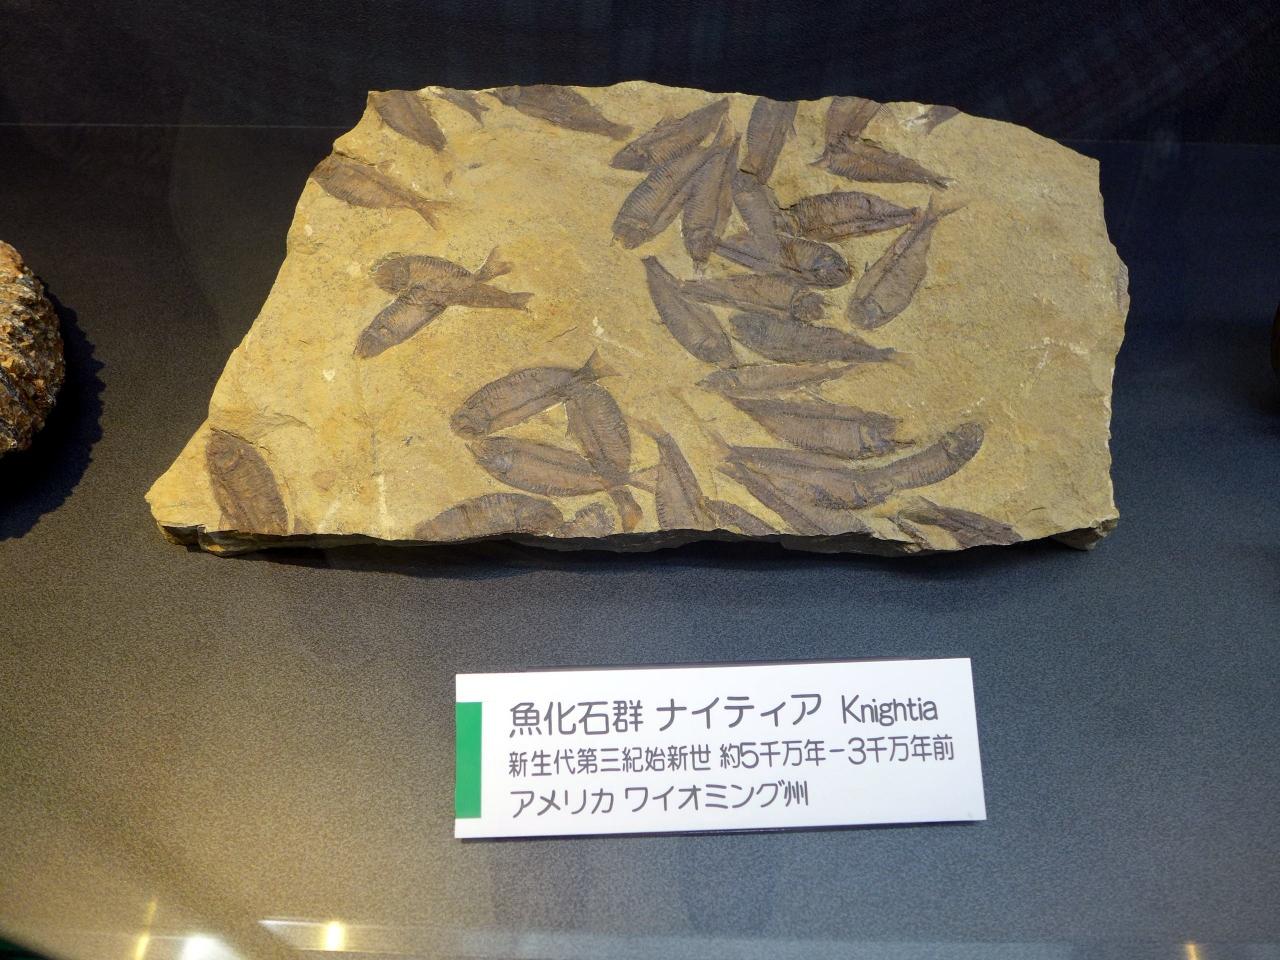 魚化石群 ナイティア Knightia
新生代第三紀始新世 約5千万年−3千万年前
アメリカ ワイオミング州